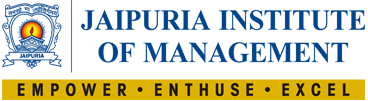 JAIPURIA
JAIPURIA INSTITUTE
OF MANAGEMENT
EMPOWER • ENTHUSE • EXCEL